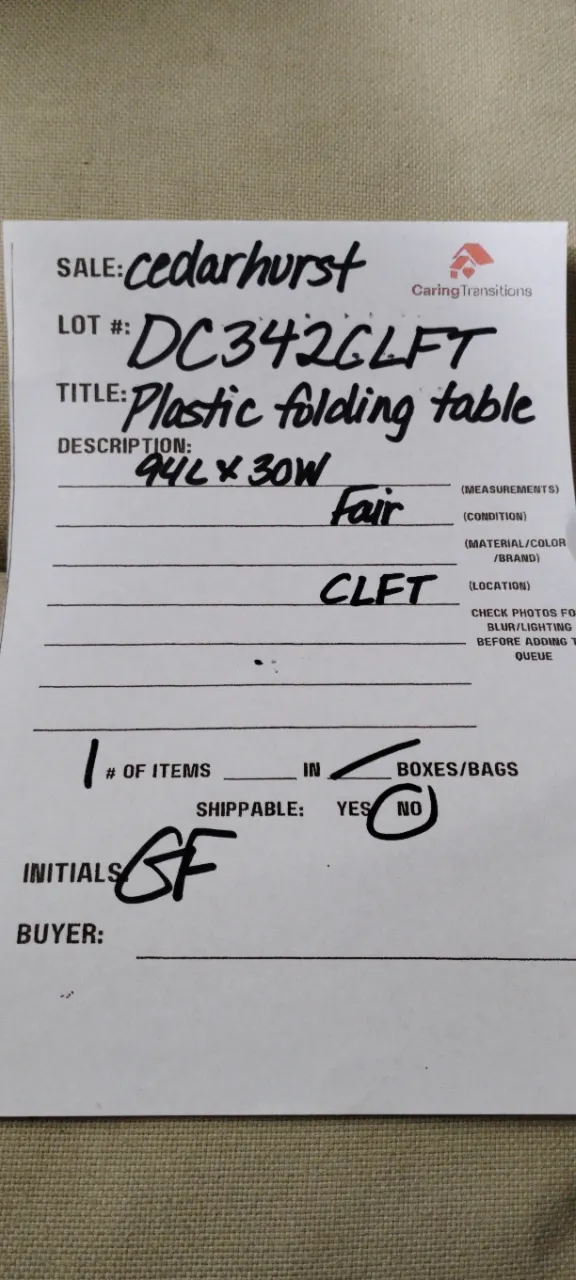 SALE: cedarhurst
CaringTransitions
LOT #: DC342CLFT
TITLE: Plastic folding table
DESCRIPTION:
94L x 30W (MEASUREMENTS)
Fair (CONDITION)
(MATERIAL/COLOR
/BRAND)
CLFT (LOCATION)
CHECK PHOTOS FO
BLUR/LIGHTING
BEFORE ADDING T
QUEUE
1 # OF ITEMS IN BOXES/BAGS
SHIPPABLE: YES NO
INITIALS GF
BUYER: